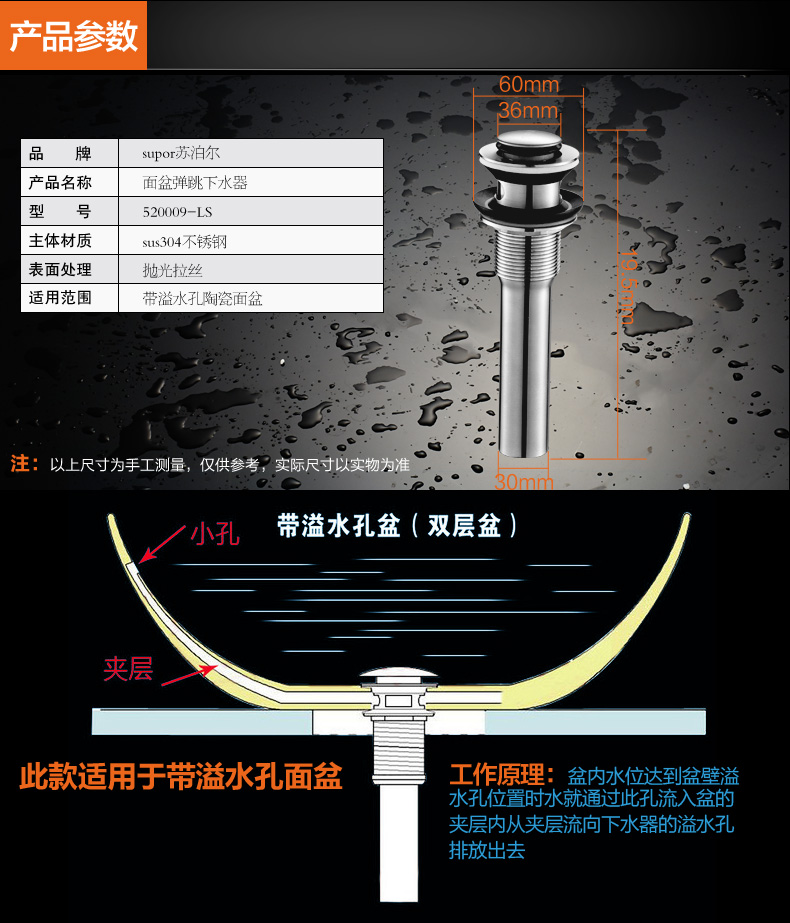 产品参数
60mm
36mm
品 牌 supor苏泊尔
产品名称 面盆弹跳下水器
型 号 520009-LS
主体材质 sus304不锈钢
表面处理 抛光拉丝
适用范围 带溢水孔陶瓷面盆
19.5mm
注：以上尺寸为手工测量，仅供参考，实际尺寸以实物为准
30mm
带溢水孔盆（双层盆）
小孔
夹层
此款适用于带溢水孔面盆
工作原理：盆内水位达到盆壁溢
水孔位置时水就通过此孔流入盆的
夹层内从夹层流向下水器的溢水孔
排放出去